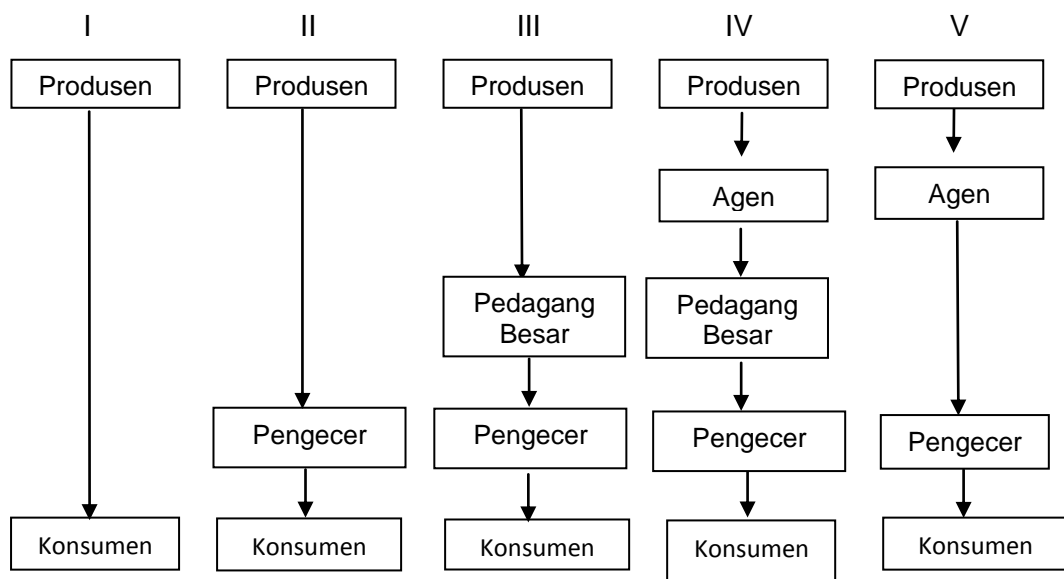 I II III IV V
Produsen Produsen Produsen Produsen Produsen
Agen Agen
Pedagang Pedagang
Besar Besar
Pengecer Pengecer Pengecer Pengecer Pengecer
Konsumen Konsumen Konsumen Konsumen Konsumen